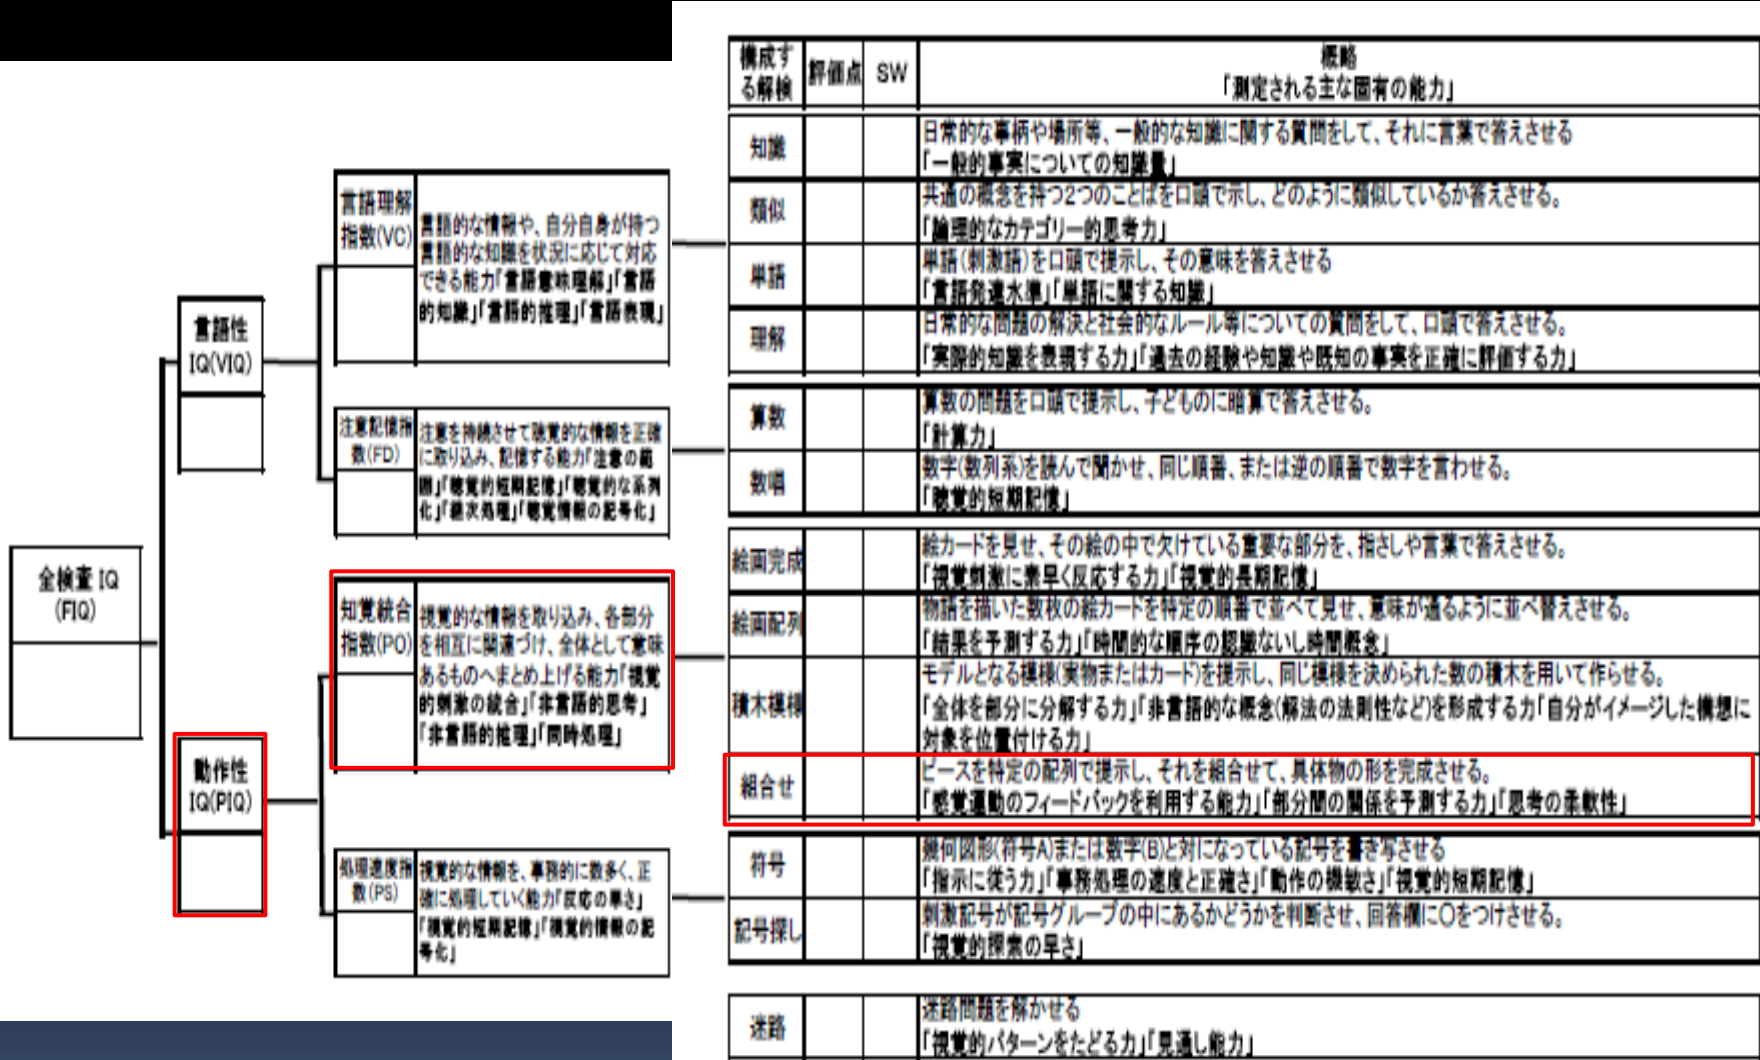 全検査 IQ
(FIQ)
言語性
IQ(VIQ)
動作性
IQ(PIQ)
言語理解
指数(VC)
言語的な情報や、自分自身が持つ
言語的な知識を状況に応じて対応
できる能力「言語意味理解」「言語
的知識」「言語的推理」「言語表現」
注意記憶指
数(FD)
注意を持続させて聴覚的な情報を正確
に取り込み、記憶する能力「注意の範
囲」「聴覚的短期記憶」「聴覚的な系列
化」「継次処理」「聴覚情報の記号化」
知覚統合
指数(PO)
視覚的な情報を取り込み、各部分
を相互に関連づけ、全体として意味
あるものへまとめ上げる能力「視覚
的刺激の統合」「非言語的思考」
「非言語的推理」「同時処理」
処理速度指
数(PS)
視覚的な情報を、事務的に数多く、正
確に処理していく能力「反応の早さ」
「視覚的短期記憶」「視覚的情報の記
号化」
構成す
る解検
評価点
SW
概略
「測定される主な固有の能力」
知識
日常的な事柄や場所等、一般的な知識に関する質問をして、それに言葉で答えさせる
「一般的事実についての知識量」
類似
共通の概念を持つ2つのことばを口頭で示し、どのように類似しているか答えさせる。
「論理的なカテゴリー的思考力」
単語
単語(刺激語)を口頭で提示し、その意味を答えさせる
「言語発達水準」「単語に関する知識」
理解
日常的な問題の解決と社会的なルール等についての質問をして、口頭で答えさせる。
「実際的知識を表現する力」「過去の経験や知識や既知の事実を正確に評価する力」
算数
算数の問題を口頭で提示し、子どものに暗算で答えさせる。
「計算力」
数唱
数字(数列系)を読んで聞かせ、同じ順番、または逆の順番で数字を言わせる。
「聴覚的短期記憶」
絵画完成
絵カードを見せ、その絵の中で欠けている重要な部分を、指さしや言葉で答えさせる。
「視覚刺激に素早く反応する力」「視覚的長期記憶」
絵画配列
物語を描いた数枚の絵カードを特定の順番で並べて見せ、意味が通るように並べ替えさせる。
「結果を予測する力」「時間的な順序の認識ないし時間概念」
積木模様
モデルとなる模様(実物またはカード)を提示し、同じ模様を決められた数の積木を用いて作らせる。
「全体を部分に分解する力」「非言語的な概念(解法の法則性など)を形成する力「自分がイメージした構想に
対象を位置付ける力」
組合せ
ピースを特定の配列で提示し、それを組合せて、具体物の形を完成させる。
「感覚運動のフィードバックを利用する能力」「部分間の関係を予測する力」「思考の柔軟性」
符号
幾何図形(符号A)または数字(B)と対になっている記号を書き写させる
「指示に従う力」「事務処理の速度と正確さ」「動作の機敏さ」「視覚的短期記憶」
記号探し
刺激記号が記号グループの中にあるかどうかを判断させ、回答欄に○をつけさせる。
「視覚的探索の早さ」
迷路
迷路問題を解かせる
「視覚的パターンをたどる力」「見通し能力」